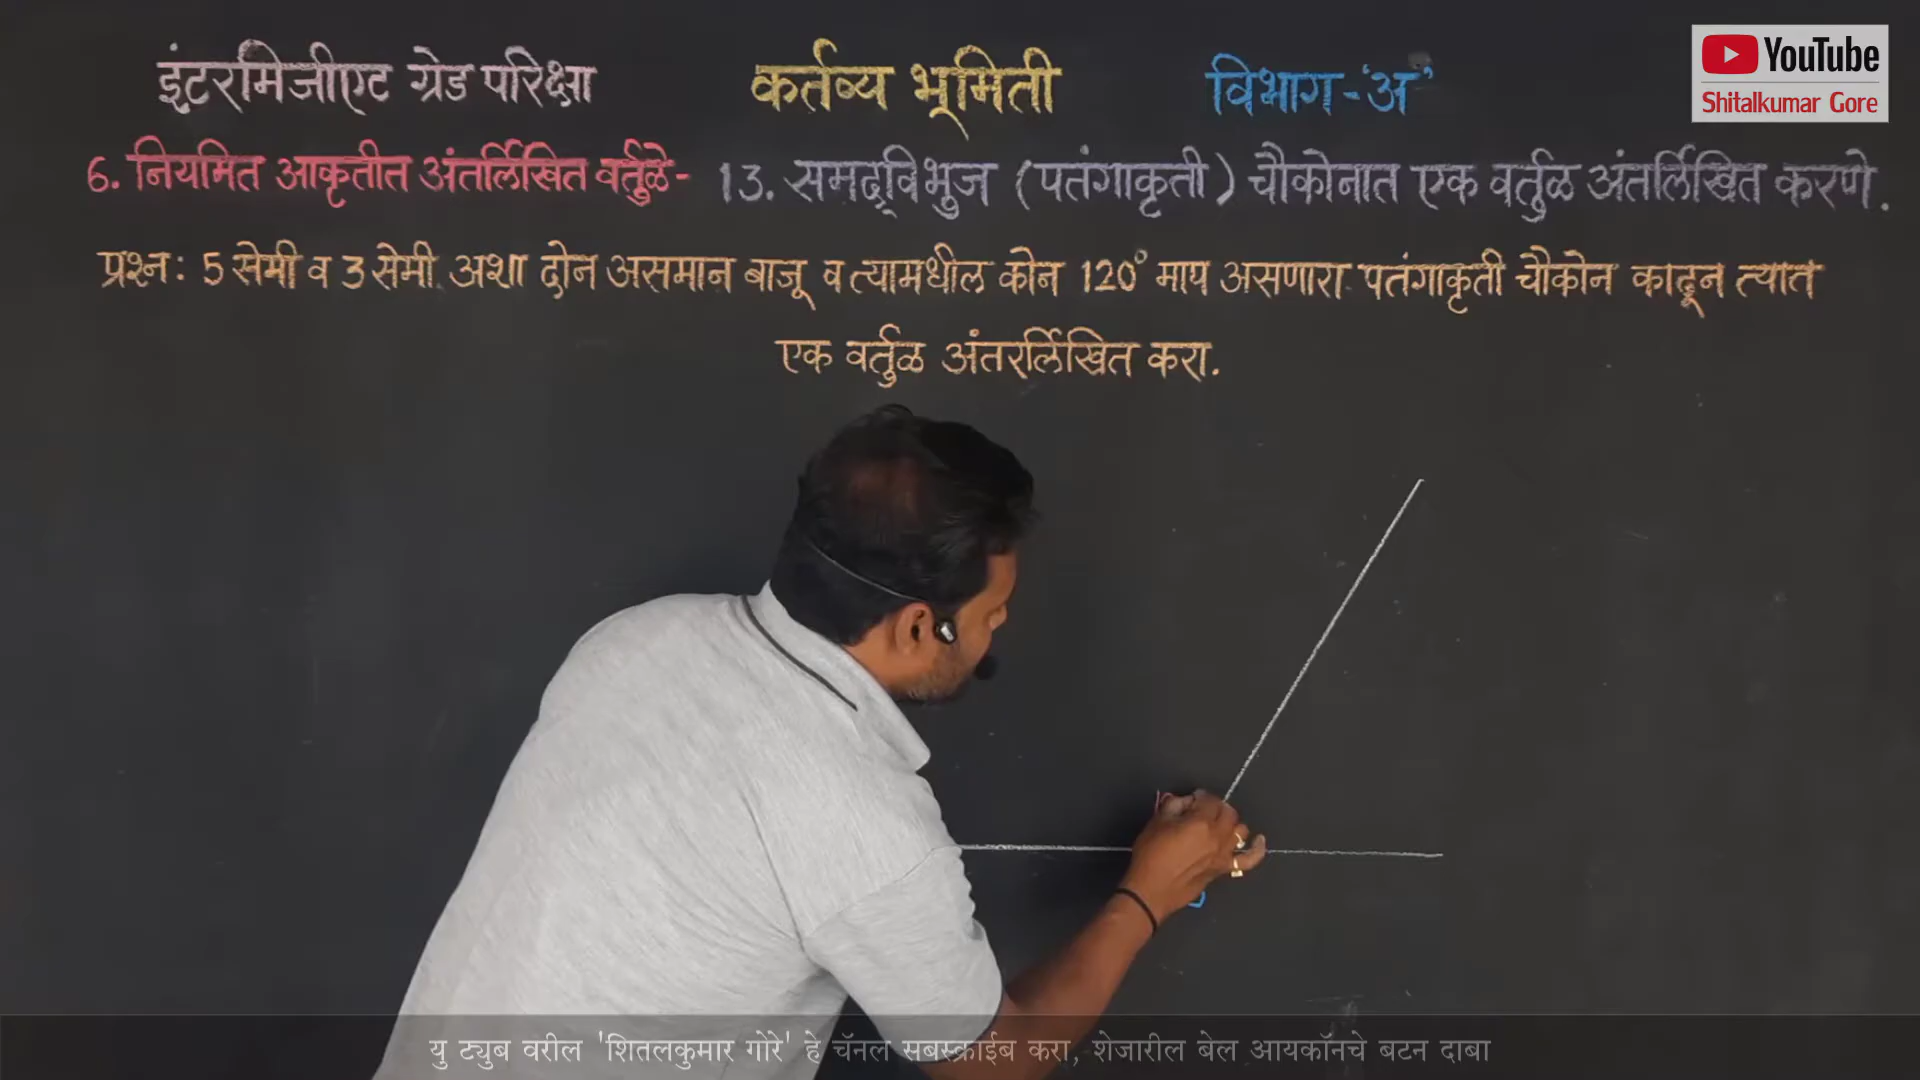 इंटरमिजीएट ग्रेड परिक्षा कर्तव्य भूमिती विभाग-'अ'
YouTube
Shitalkumar Gore
6. नियमित आकृतीत अंतर्लिखित वर्तुळे- 13. समद्विभुज (पतंगाकृती) चौकोनात एक वर्तुळ अंतर्लिखित करणे.
प्रश्न: 5 सेमी व 3 सेमी. अशा दोन असमान बाजू व त्यामधील कोन 120° माप असणारा पतंगाकृती चौकोन काढून त्यात
एक वर्तुळ अंतरर्लिखित करा.
यु ट्युब वरील 'शितलकुमार गोरे' हे चॅनल सबस्क्राईब करा, शेजारील बेल आयकॉनचे बटन दाबा